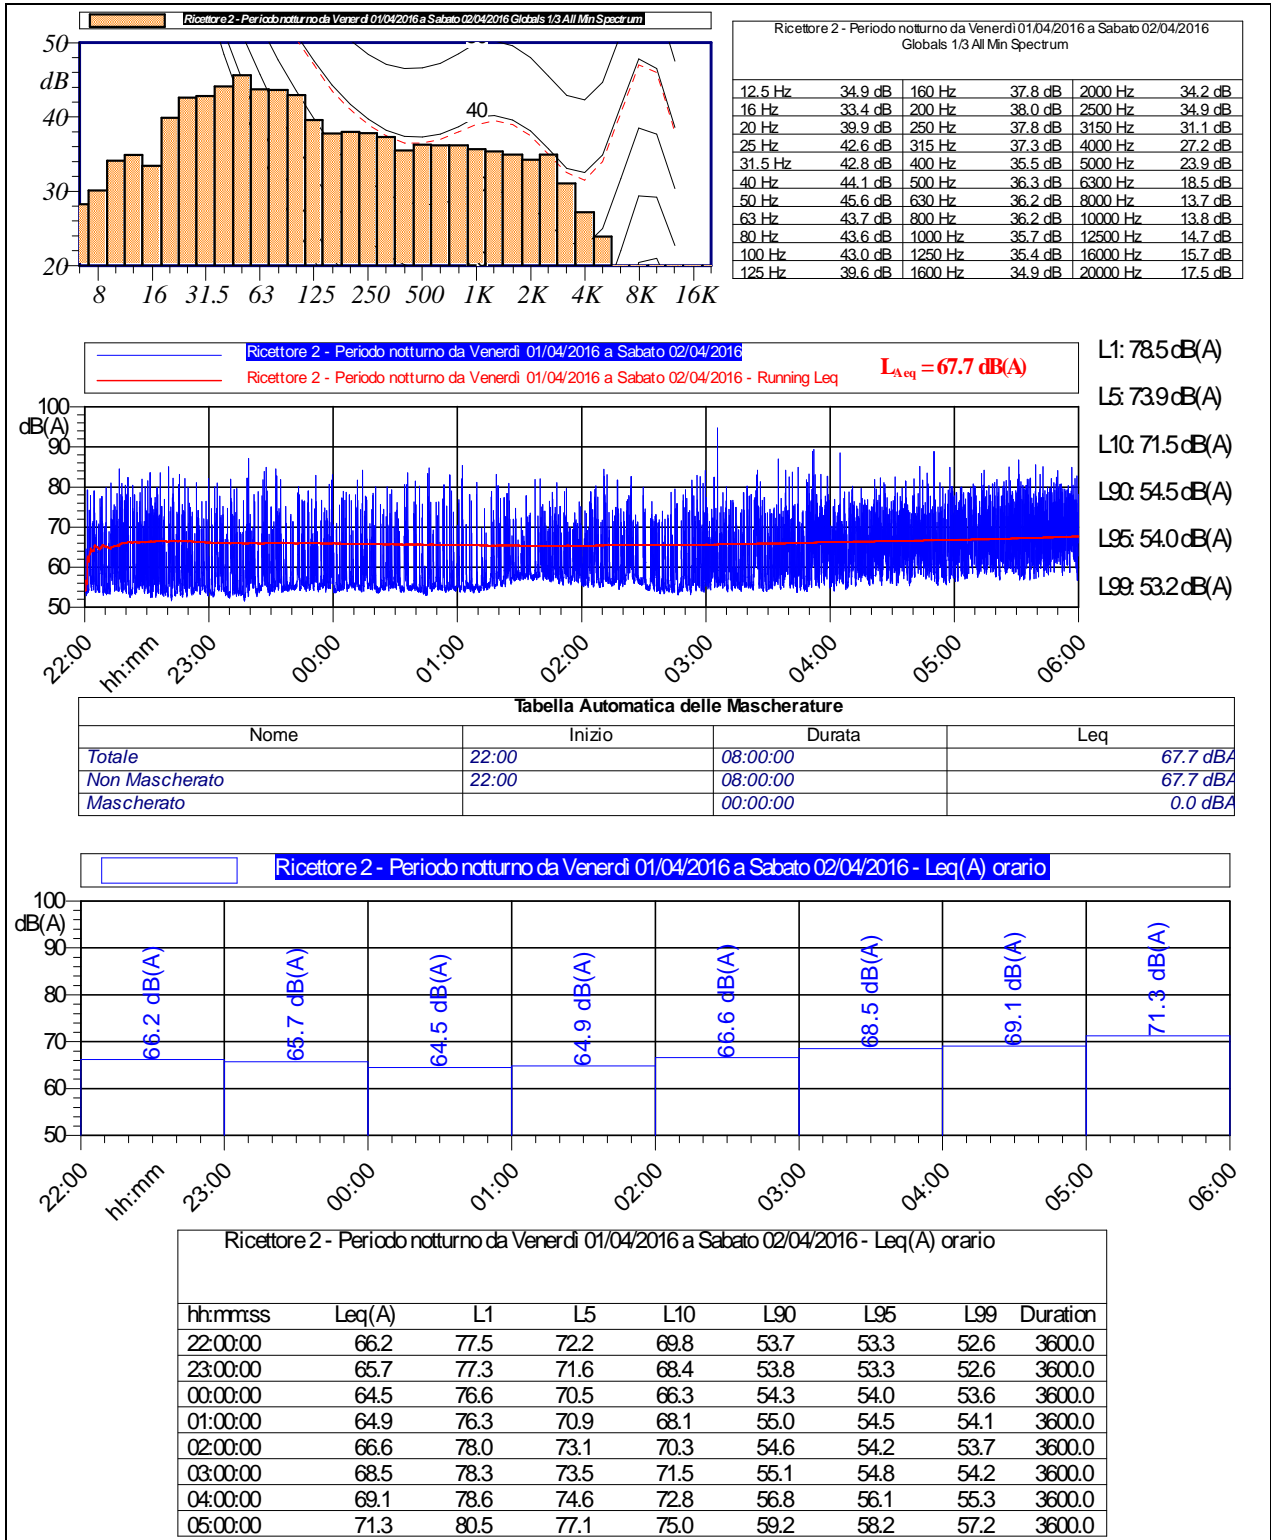 Ricettore 2 - Periodo notturno da Venerdì 01/04/2016 a Sabato 02/04/2016 Globals 1/3 All Min Spectrum
50
dB
40
30
20
40
8 16 31.5 63 125 250 500 1K 2K 4K 8K 16K
Ricettore 2 - Periodo notturno da Venerdì 01/04/2016 a Sabato 02/04/2016
Globals 1/3 All Min Spectrum
12.5 Hz 34.9 dB 160 Hz 37.8 dB 2000 Hz 34.2 dB
16 Hz 33.4 dB 200 Hz 38.0 dB 2500 Hz 34.9 dB
20 Hz 39.9 dB 250 Hz 37.8 dB 3150 Hz 31.1 dB
25 Hz 42.6 dB 315 Hz 37.3 dB 4000 Hz 27.2 dB
31.5 Hz 42.8 dB 400 Hz 35.5 dB 5000 Hz 23.9 dB
40 Hz 44.1 dB 500 Hz 36.3 dB 6300 Hz 18.5 dB
50 Hz 45.6 dB 630 Hz 36.2 dB 8000 Hz 13.7 dB
63 Hz 43.7 dB 800 Hz 36.2 dB 10000 Hz 13.8 dB
80 Hz 43.6 dB 1000 Hz 35.7 dB 12500 Hz 14.7 dB
100 Hz 43.0 dB 1250 Hz 35.4 dB 16000 Hz 15.7 dB
125 Hz 39.6 dB 1600 Hz 34.9 dB 20000 Hz 17.5 dB
Ricettore 2 - Periodo notturno da Venerdì 01/04/2016 a Sabato 02/04/2016
Ricettore 2 - Periodo notturno da Venerdì 01/04/2016 a Sabato 02/04/2016 - Running Leq
LAeq = 67.7 dB(A)
L1: 78.5 dB(A)
L5: 73.9 dB(A)
L10: 71.5 dB(A)
L90: 54.5 dB(A)
L95: 54.0 dB(A)
L99: 53.2 dB(A)
100
dB(A)
90
80
70
60
50
22:00 hh:mm 23:00 00:00 01:00 02:00 03:00 04:00 05:00 06:00
Tabella Automatica delle Mascherature
Nome Inizio Durata Leq
Totale 22:00 08:00:00 67.7 dBA
Non Mascherato 22:00 08:00:00 67.7 dBA
Mascherato 00:00:00 0.0 dBA
Ricettore 2 - Periodo notturno da Venerdì 01/04/2016 a Sabato 02/04/2016 - Leq(A) orario
100
dB(A)
90
80
70
60
50
66.2 dB(A)
65.7 dB(A)
64.5 dB(A)
64.9 dB(A)
66.6 dB(A)
68.5 dB(A)
69.1 dB(A)
71.3 dB(A)
22:00 hh:mm 23:00 00:00 01:00 02:00 03:00 04:00 05:00 06:00
Ricettore 2 - Periodo notturno da Venerdì 01/04/2016 a Sabato 02/04/2016 - Leq(A) orario
hh:mm:ss Leq(A) L1 L5 L10 L90 L95 L99 Duration
22:00:00 66.2 77.5 72.2 69.8 53.7 53.3 52.6 3600.0
23:00:00 65.7 77.3 71.6 68.4 53.8 53.3 52.6 3600.0
00:00:00 64.5 76.6 70.5 66.3 54.3 54.0 53.6 3600.0
01:00:00 64.9 76.3 70.9 68.1 55.0 54.5 54.1 3600.0
02:00:00 66.6 78.0 73.1 70.3 54.6 54.2 53.7 3600.0
03:00:00 68.5 78.3 73.5 71.5 55.1 54.8 54.2 3600.0
04:00:00 69.1 78.6 74.6 72.8 56.8 56.1 55.3 3600.0
05:00:00 71.3 80.5 77.1 75.0 59.2 58.2 57.2 3600.0